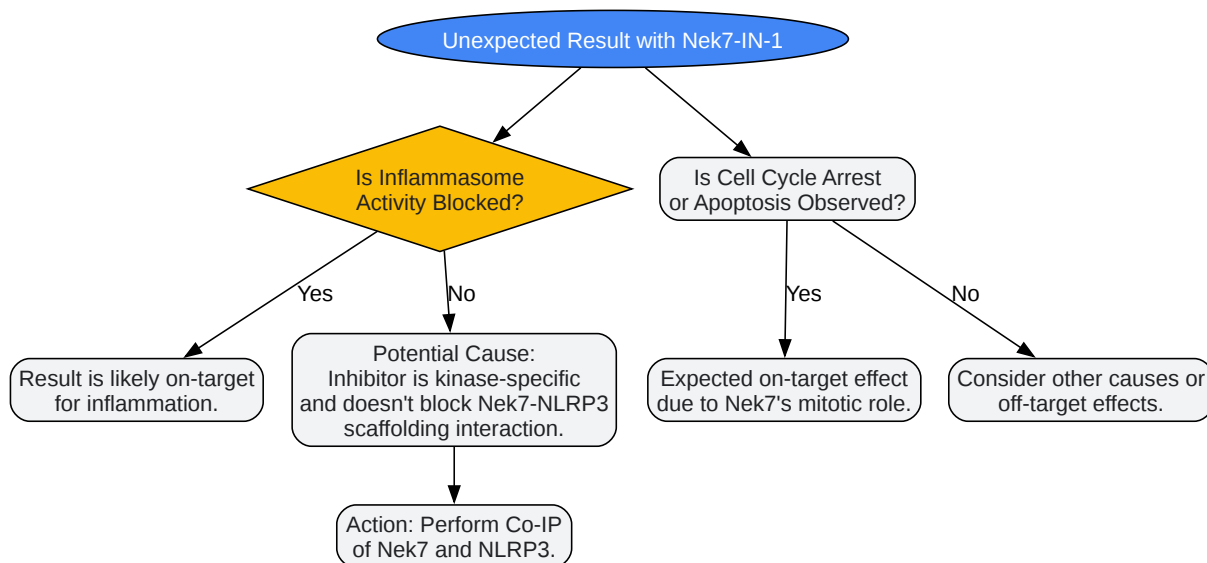 Unexpected Result with Nek7-IN-1
Is Inflammasome
Activity Blocked?
Is Cell Cycle Arrest
or Apoptosis Observed?
Yes
No
Yes
No
Result is likely on-target
for inflammation.
Potential Cause:
Inhibitor is kinase-specific
and doesn't block Nek7-NLRP3
scaffolding interaction.
Expected on-target effect
due to Nek7's mitotic role.
Consider other causes or
off-target effects.
Action: Perform Co-IP
of Nek7 and NLRP3.